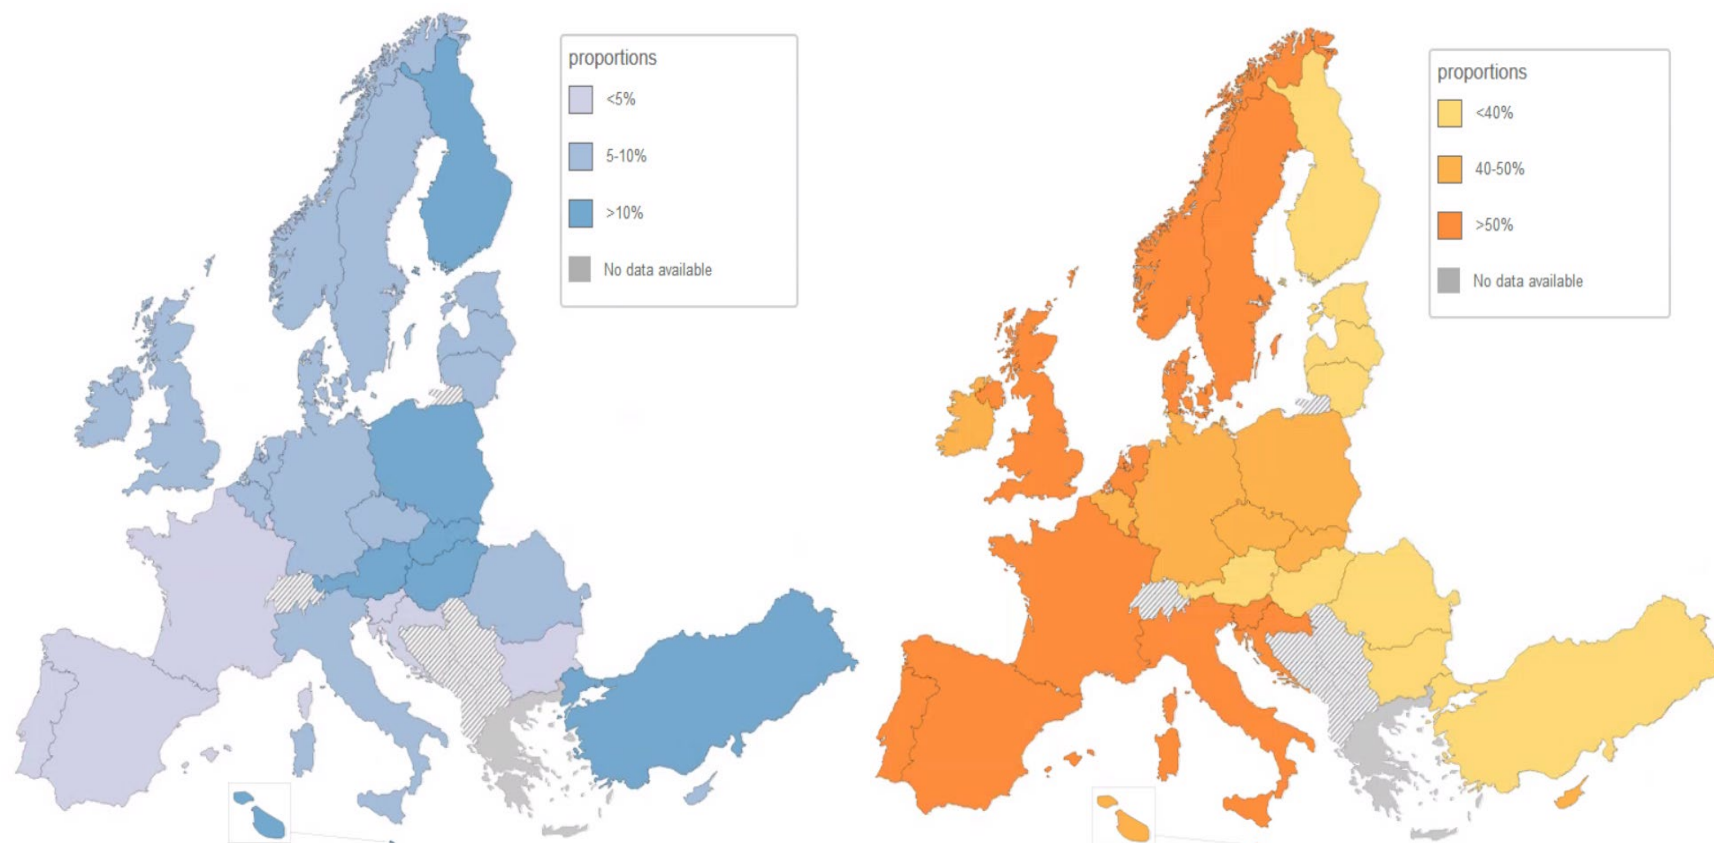 proportions
<5%
5-10%
>10%
No data available
proportions
<40%
40-50%
>50%
No data available